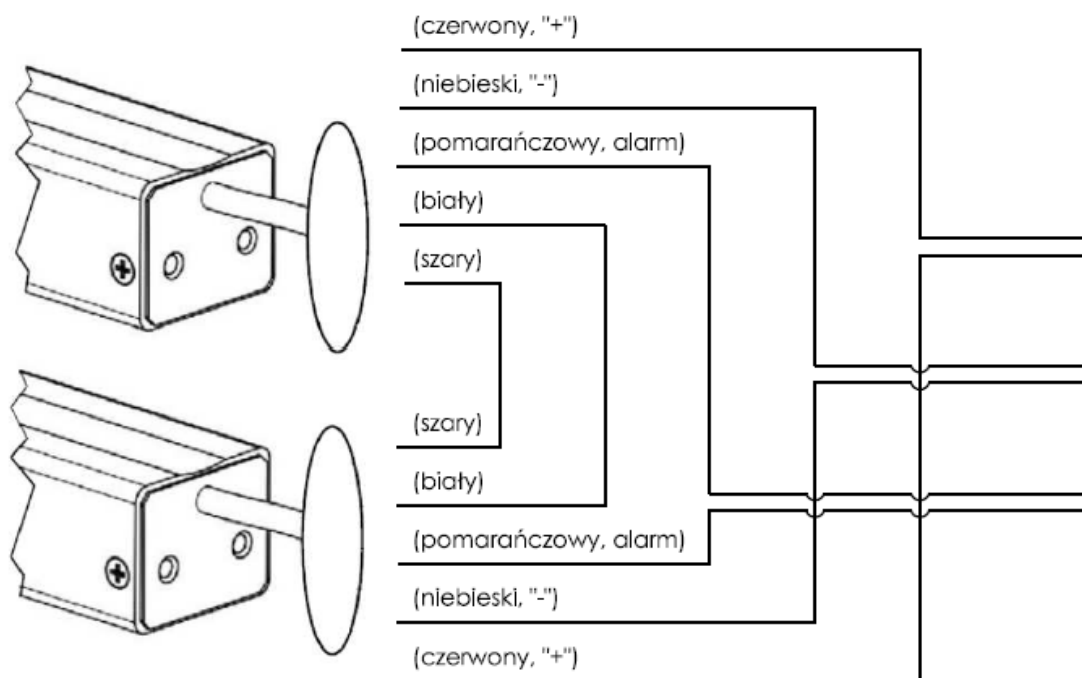 (czerwony, "+")
(niebieski, "-")
(pomarańczowy, alarm)
(biały)
(szary)
(szary)
(biały)
(pomarańczowy, alarm)
(niebieski, "-")
(czerwony, "+")